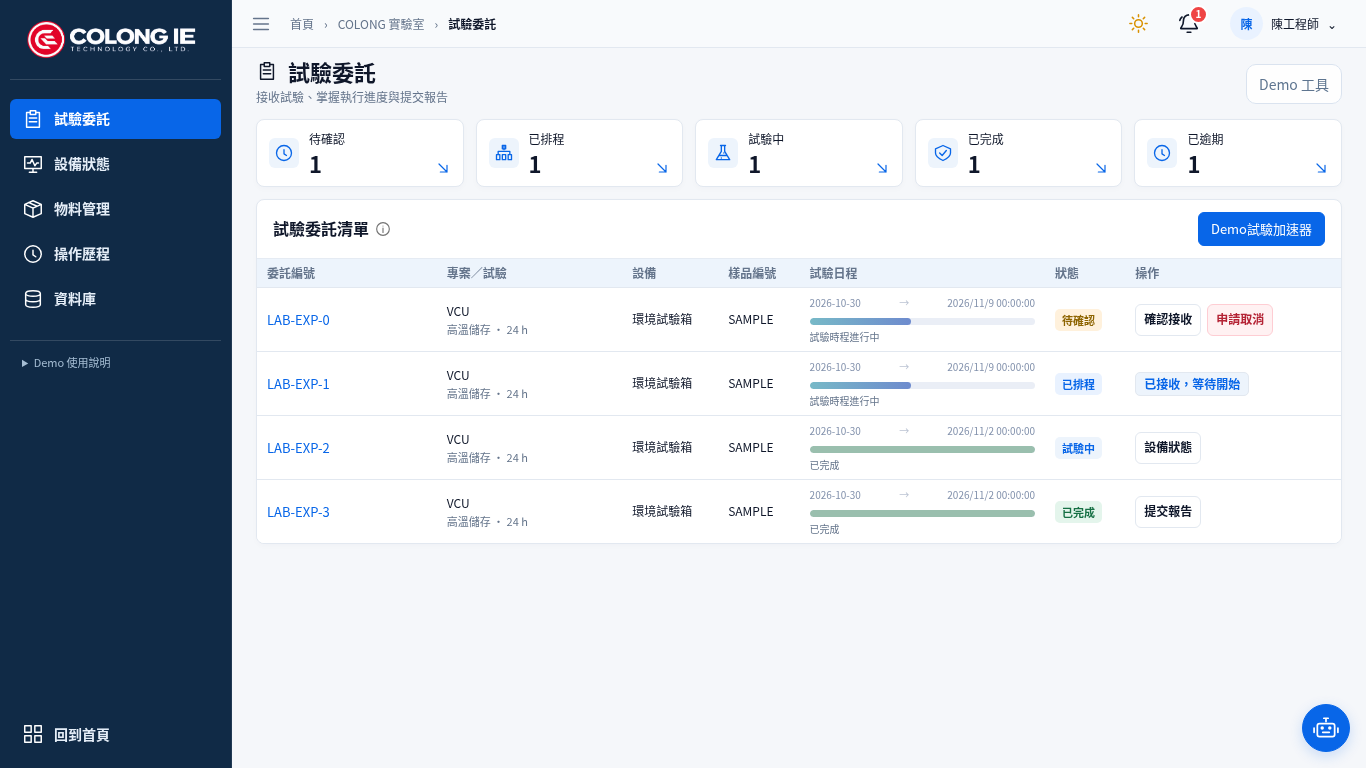 COLONG IE
TECHNOLOGY CO., LTD.
試驗委託
設備狀態
物料管理
操作歷程
資料庫
▶ Demo 使用說明
回到首頁
首頁 › COLONG 實驗室 › 試驗委託
1
陳 陳工程師
試驗委託
接收試驗、掌握執行進度與提交報告
Demo 工具
待確認
1
已排程
1
試驗中
1
已完成
1
已逾期
1
試驗委託清單
Demo試驗加速器
委託編號 專案／試驗 設備 樣品編號 試驗日程 狀態 操作
LAB-EXP-0
VCU
高溫儲存 · 24 h
環境試驗箱
SAMPLE
2026-10-30 → 2026/11/9 00:00:00
試驗時程進行中
待確認
確認接收
申請取消
LAB-EXP-1
VCU
高溫儲存 · 24 h
環境試驗箱
SAMPLE
2026-10-30 → 2026/11/9 00:00:00
試驗時程進行中
已排程
已接收，等待開始
LAB-EXP-2
VCU
高溫儲存 · 24 h
環境試驗箱
SAMPLE
2026-10-30 → 2026/11/2 00:00:00
已完成
試驗中
設備狀態
LAB-EXP-3
VCU
高溫儲存 · 24 h
環境試驗箱
SAMPLE
2026-10-30 → 2026/11/2 00:00:00
已完成
已完成
提交報告